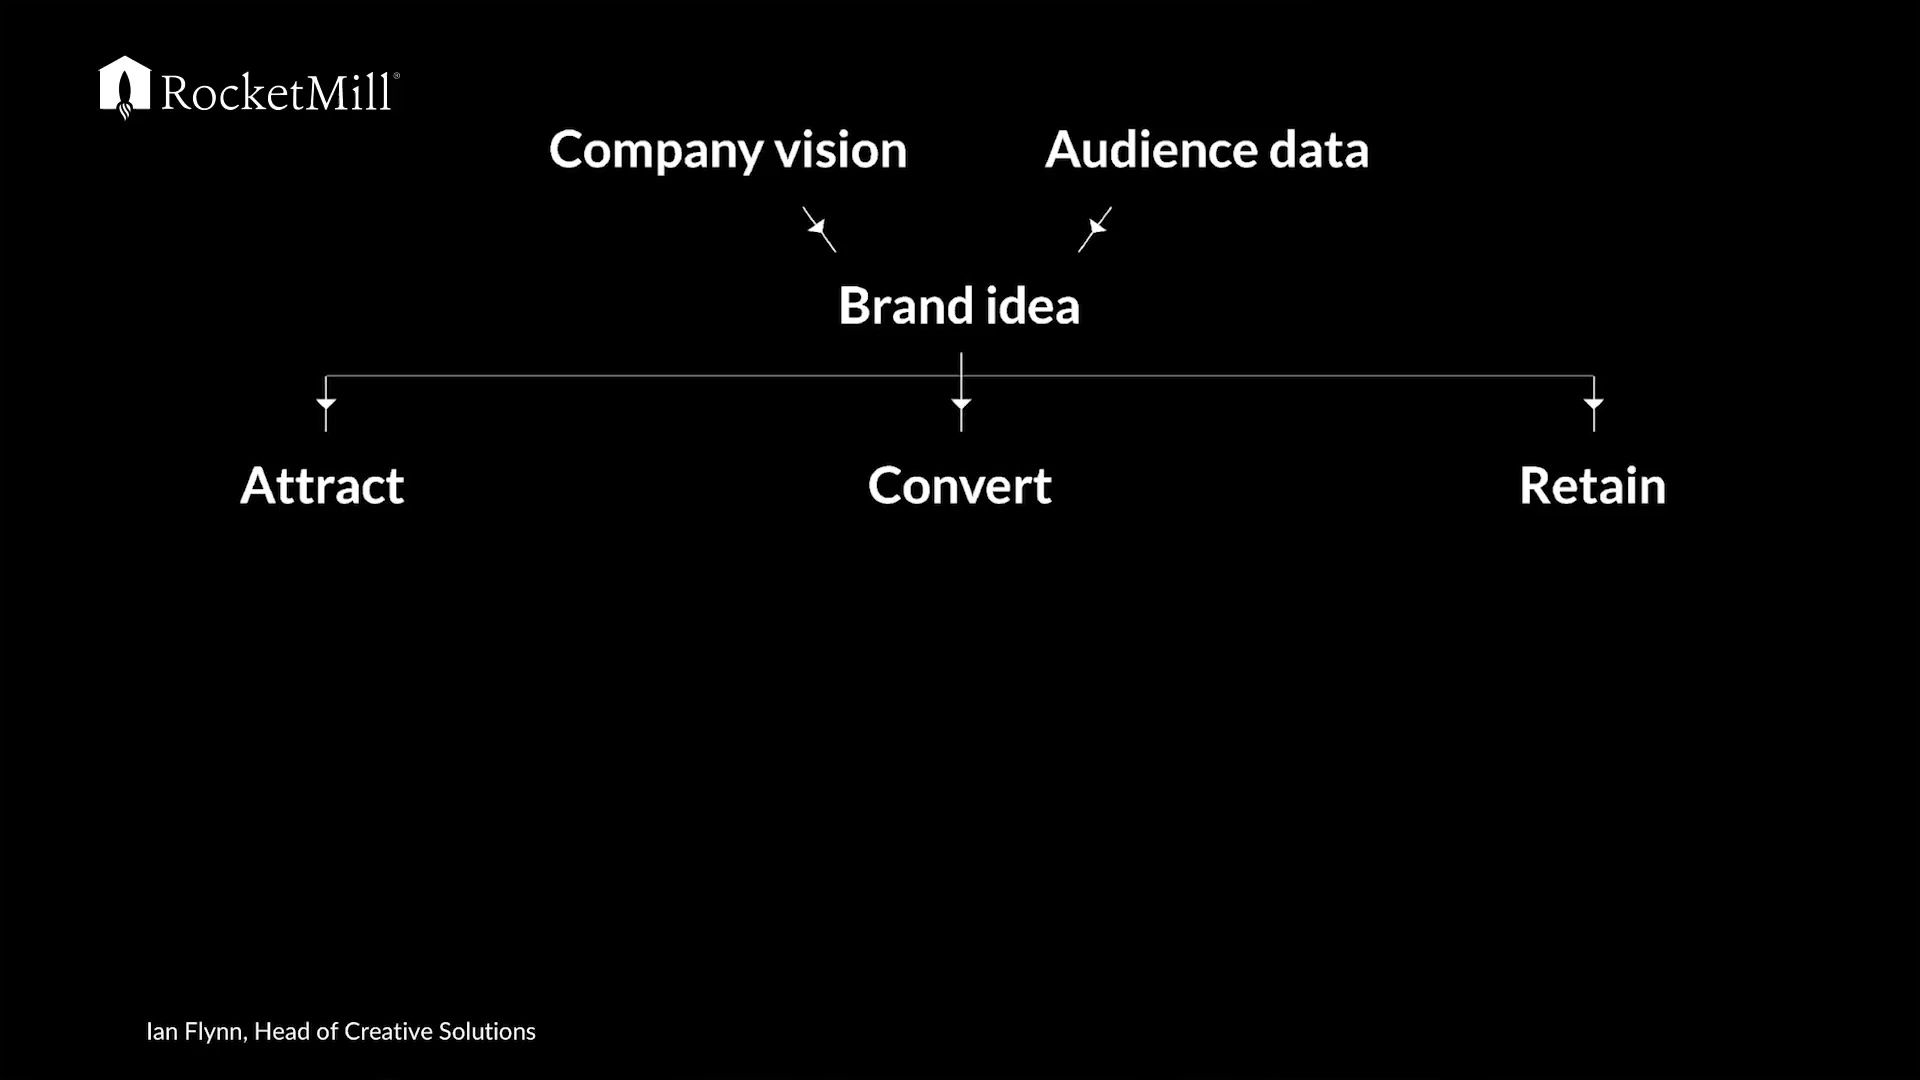 RocketMill®
Company vision
Audience data
Brand idea
Attract
Convert
Retain
Ian Flynn, Head of Creative Solutions